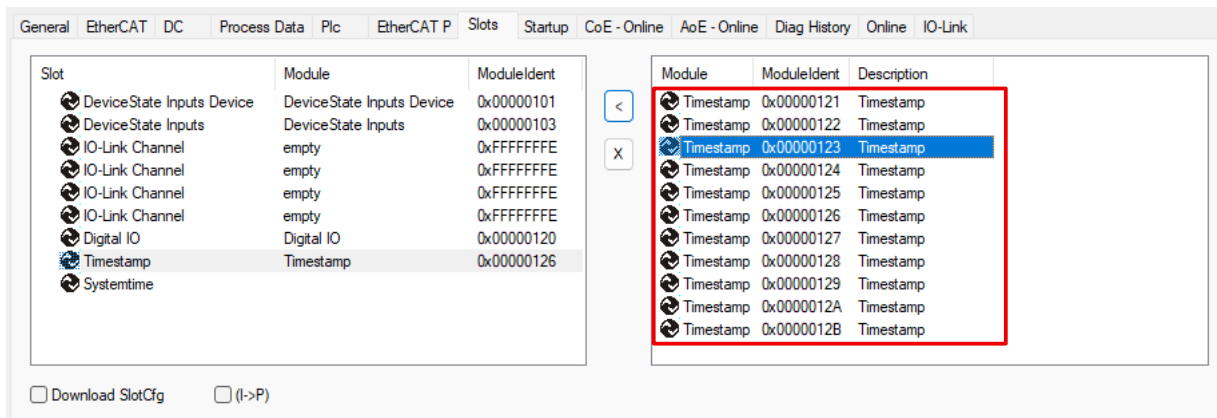 General EtherCAT DC Process Data Plc EtherCAT P Slots Startup CoE - Online AoE - Online Diag History Online IO-Link
Slot Module ModuleIdent
DeviceState Inputs Device DeviceState Inputs Device 0x00000101
DeviceState Inputs DeviceState Inputs 0x00000103
IO-Link Channel empty 0xFFFFFFFE
IO-Link Channel empty 0xFFFFFFFE
IO-Link Channel empty 0xFFFFFFFE
IO-Link Channel empty 0xFFFFFFFE
Digital IO Digital IO 0x00000120
Timestamp Timestamp 0x00000126
Systemtime
<
X
Module ModuleIdent Description
Timestamp 0x00000121 Timestamp
Timestamp 0x00000122 Timestamp
Timestamp 0x00000123 Timestamp
Timestamp 0x00000124 Timestamp
Timestamp 0x00000125 Timestamp
Timestamp 0x00000126 Timestamp
Timestamp 0x00000127 Timestamp
Timestamp 0x00000128 Timestamp
Timestamp 0x00000129 Timestamp
Timestamp 0x0000012A Timestamp
Timestamp 0x0000012B Timestamp
Download SlotCfg (I->P)